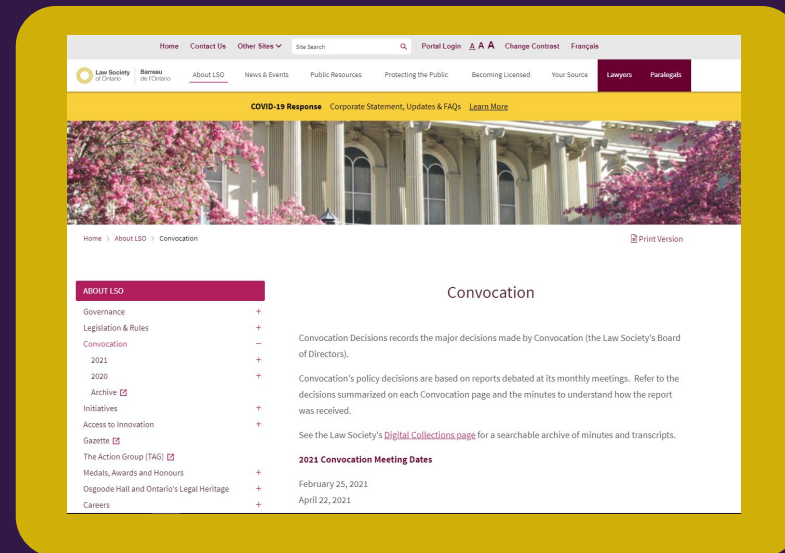 Home Contact Us Other Sites Site Search Portal Login A A A Change Contrast Français
Law Society of Ontario Barreau de l'Ontario About LSO News & Events Public Resources Protecting the Public Becoming Licensed Your Source Lawyers Paralegals
COVID-19 Response Corporate Statement, Updates & FAQs Learn More
Home > About LSO > Convocation Print Version
ABOUT LSO
Governance +
Legislation & Rules +
Convocation −
2021 +
2020 +
Archive
Initiatives +
Access to Innovation +
Gazette
The Action Group (TAG)
Medals, Awards and Honours +
Osgoode Hall and Ontario's Legal Heritage +
Careers +
Convocation
Convocation Decisions records the major decisions made by Convocation (the Law Society's Board
of Directors).
Convocation's policy decisions are based on reports debated at its monthly meetings. Refer to the
decisions summarized on each Convocation page and the minutes to understand how the report
was received.
See the Law Society's Digital Collections page for a searchable archive of minutes and transcripts.
2021 Convocation Meeting Dates
February 25, 2021
April 22, 2021